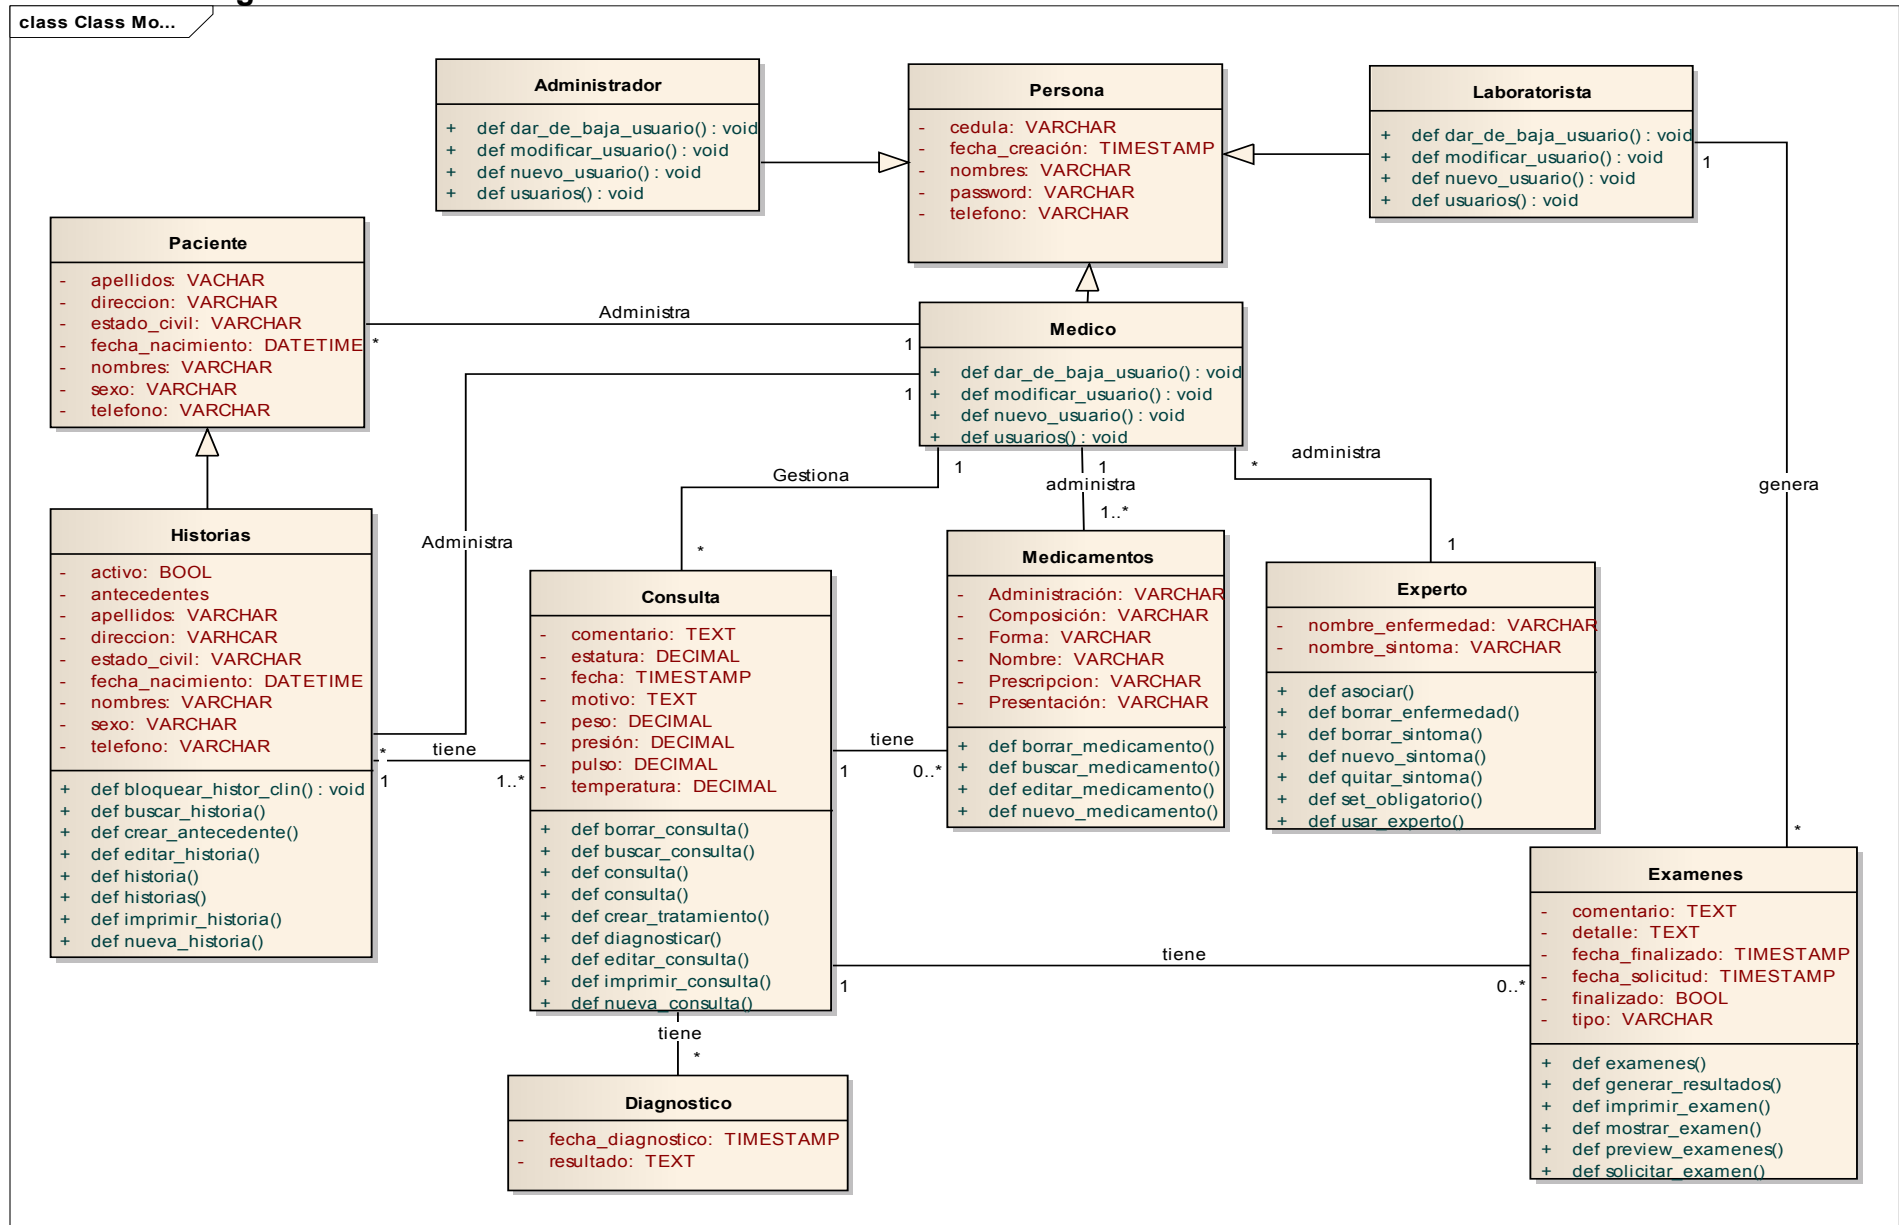 class Class Mo...
Administrador
+ def dar_de_baja_usuario() : void
+ def modificar_usuario() : void
+ def nuevo_usuario() : void
+ def usuarios() : void
Persona
- cedula: VARCHAR
- fecha_creación: TIMESTAMP
- nombres: VARCHAR
- password: VARCHAR
- telefono: VARCHAR
Laboratorista
+ def dar_de_baja_usuario() : void
+ def modificar_usuario() : void
+ def nuevo_usuario() : void
+ def usuarios() : void
1
Paciente
- apellidos: VACHAR
- direccion: VARCHAR
- estado_civil: VARCHAR
- fecha_nacimiento: DATETIME
- nombres: VARCHAR
- sexo: VARCHAR
- telefono: VARCHAR
*
Administra
1
Medico
+ def dar_de_baja_usuario() : void
+ def modificar_usuario() : void
+ def nuevo_usuario() : void
+ def usuarios() : void
1
Administra
*
Gestiona
1
*
1
administra
1..*
*
administra
1
genera
*
Historias
- activo: BOOL
- antecedentes
- apellidos: VARCHAR
- direccion: VARHCAR
- estado_civil: VARCHAR
- fecha_nacimiento: DATETIME
- nombres: VARCHAR
- sexo: VARCHAR
- telefono: VARCHAR
+ def bloquear_histor_clin() : void
+ def buscar_historia()
+ def crear_antecedente()
+ def editar_historia()
+ def historia()
+ def historias()
+ def imprimir_historia()
+ def nueva_historia()
1
tiene
1..*
Consulta
- comentario: TEXT
- estatura: DECIMAL
- fecha: TIMESTAMP
- motivo: TEXT
- peso: DECIMAL
- presión: DECIMAL
- pulso: DECIMAL
- temperatura: DECIMAL
+ def borrar_consulta()
+ def buscar_consulta()
+ def consulta()
+ def consulta()
+ def crear_tratamiento()
+ def diagnosticar()
+ def editar_consulta()
+ def imprimir_consulta()
+ def nueva_consulta()
tiene
1
0..*
Medicamentos
- Administración: VARCHAR
- Composición: VARCHAR
- Forma: VARCHAR
- Nombre: VARCHAR
- Prescripcion: VARCHAR
- Presentación: VARCHAR
+ def borrar_medicamento()
+ def buscar_medicamento()
+ def editar_medicamento()
+ def nuevo_medicamento()
Experto
- nombre_enfermedad: VARCHAR
- nombre_sintoma: VARCHAR
+ def asociar()
+ def borrar_enfermedad()
+ def borrar_sintoma()
+ def nuevo_sintoma()
+ def quitar_sintoma()
+ def set_obligatorio()
+ def usar_experto()
tiene
1
0..*
Examenes
- comentario: TEXT
- detalle: TEXT
- fecha_finalizado: TIMESTAMP
- fecha_solicitud: TIMESTAMP
- finalizado: BOOL
- tipo: VARCHAR
+ def examenes()
+ def generar_resultados()
+ def imprimir_examen()
+ def mostrar_examen()
+ def preview_examenes()
+ def solicitar_examen()
tiene
*
Diagnostico
- fecha_diagnostico: TIMESTAMP
- resultado: TEXT